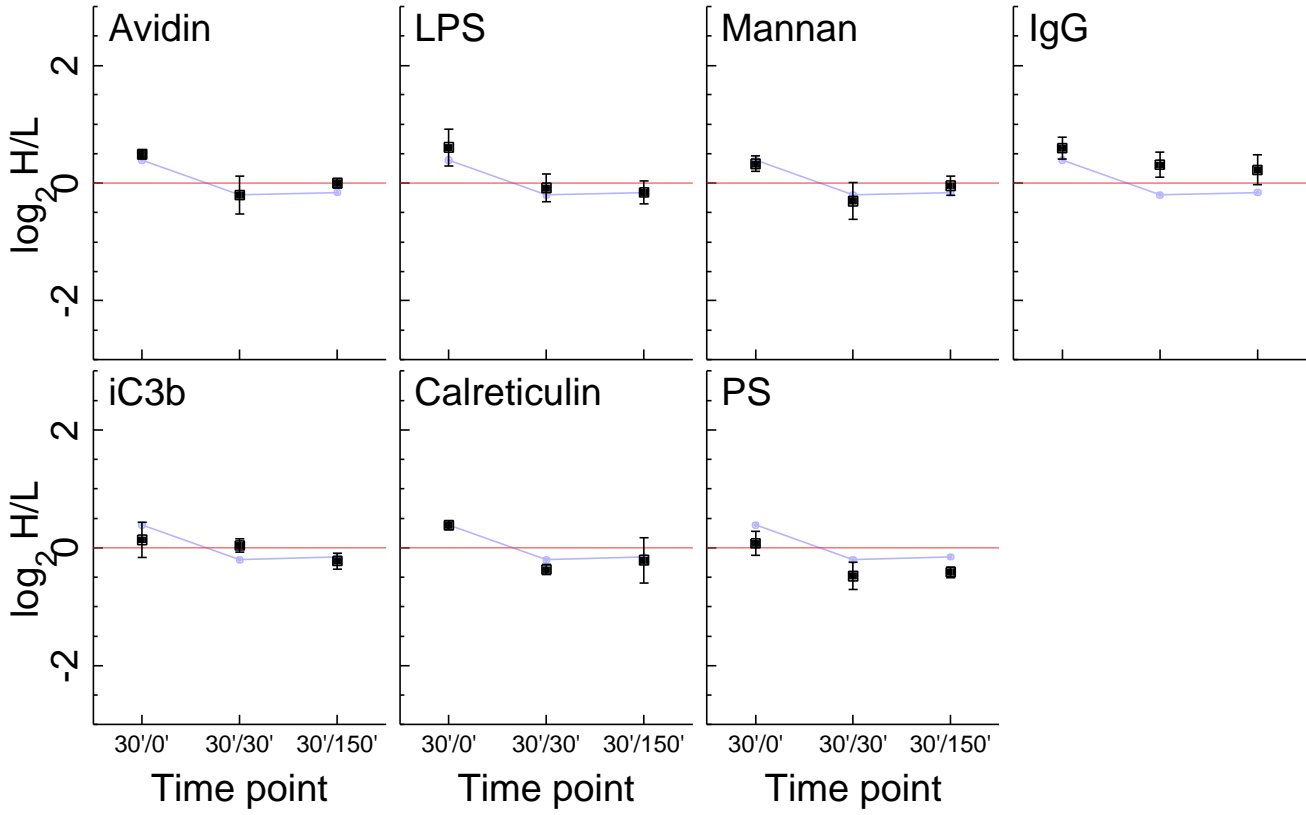 Avidin LPS Mannan IgG
2
0
-2
log2 H/L
iC3b Calreticulin PS
2
0
-2
log2 H/L
30'/0' 30'/30' 30'/150' 30'/0' 30'/30' 30'/150' 30'/0' 30'/30' 30'/150'
Time point Time point Time point